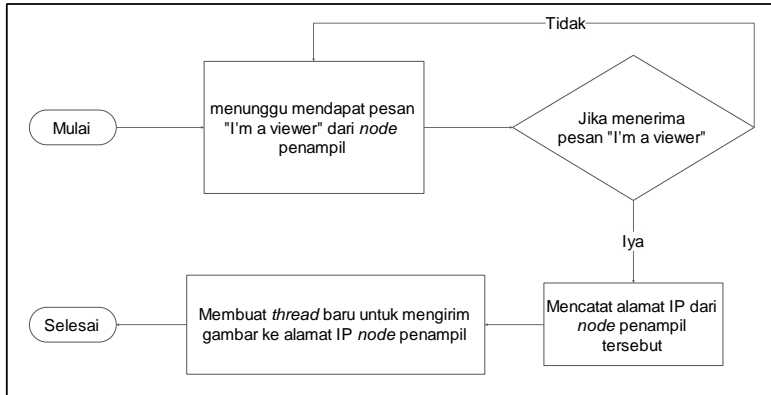 Tidak
Mulai
menunggu mendapat pesan
"I'm a viewer" dari node
penampil
Jika menerima
pesan "I'm a viewer"
Iya
Mencatat alamat IP dari
node penampil
tersebut
Membuat thread baru untuk mengirim
gambar ke alamat IP node penampil
Selesai